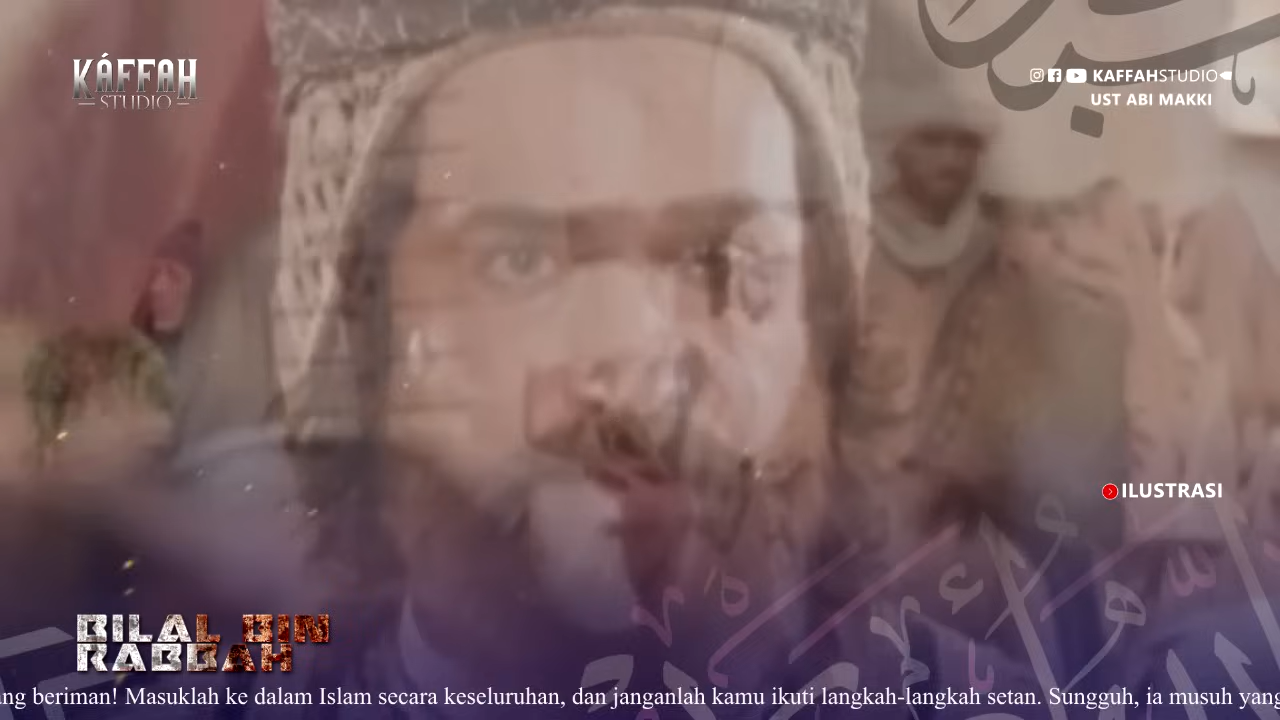 KÁFFAH
STUDIO
KAFFAHSTUDIO
UST ABI MAKKI
ILUSTRASI
BILAL BIN
RABBAH
ang beriman! Masuklah ke dalam Islam secara keseluruhan, dan janganlah kamu ikuti langkah-langkah setan. Sungguh, ia musuh yang